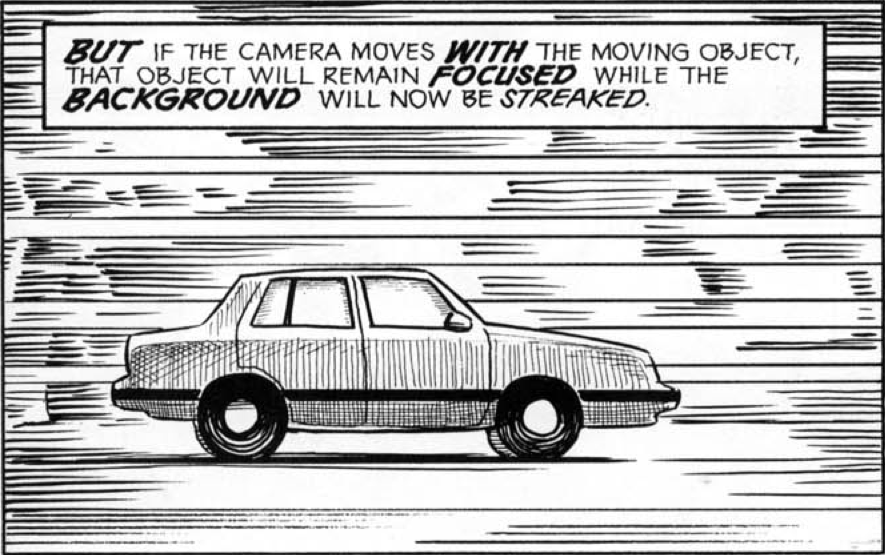 BUT IF THE CAMERA MOVES WITH THE MOVING OBJECT,
THAT OBJECT WILL REMAIN FOCUSED WHILE THE
BACKGROUND WILL NOW BE STREAKED.